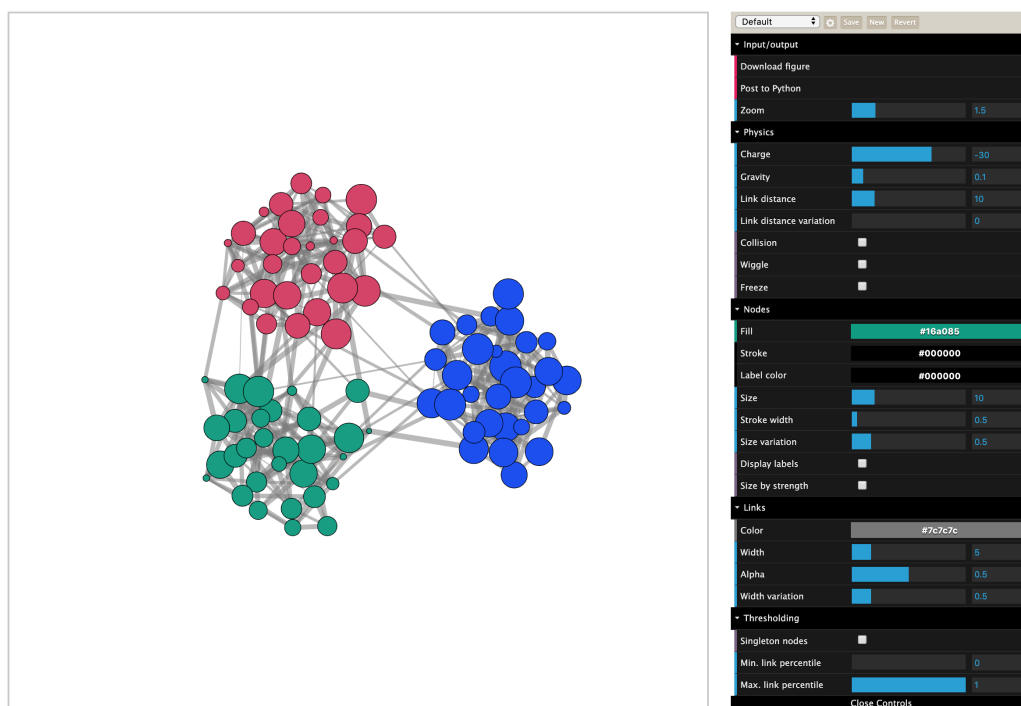 Default Save New Revert
Input/output
Download figure
Post to Python
Zoom 1.5
Physics
Charge -30
Gravity 0.1
Link distance 10
Link distance variation 0
Collision
Wiggle
Freeze
Nodes
Fill #16a085
Stroke #000000
Label color #000000
Size 10
Stroke width 0.5
Size variation 0.5
Display labels
Size by strength
Links
Color #7c7c7c
Width 5
Alpha 0.5
Width variation 0.5
Thresholding
Singleton nodes
Min. link percentile 0
Max. link percentile 1
Close Controls